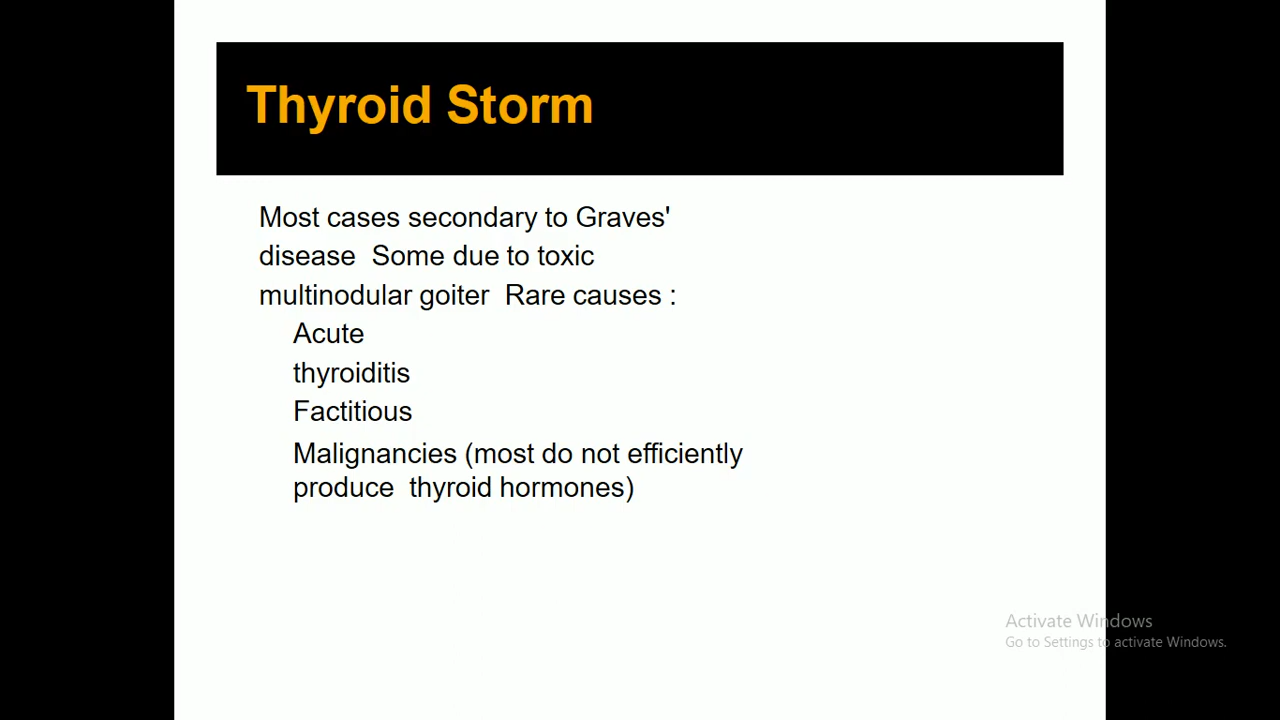 Thyroid Storm
Most cases secondary to Graves'
disease  Some due to toxic
multinodular goiter  Rare causes :
Acute
thyroiditis
Factitious
Malignancies (most do not efficiently
produce  thyroid hormones)
Activate Windows
Go to Settings to activate Windows.